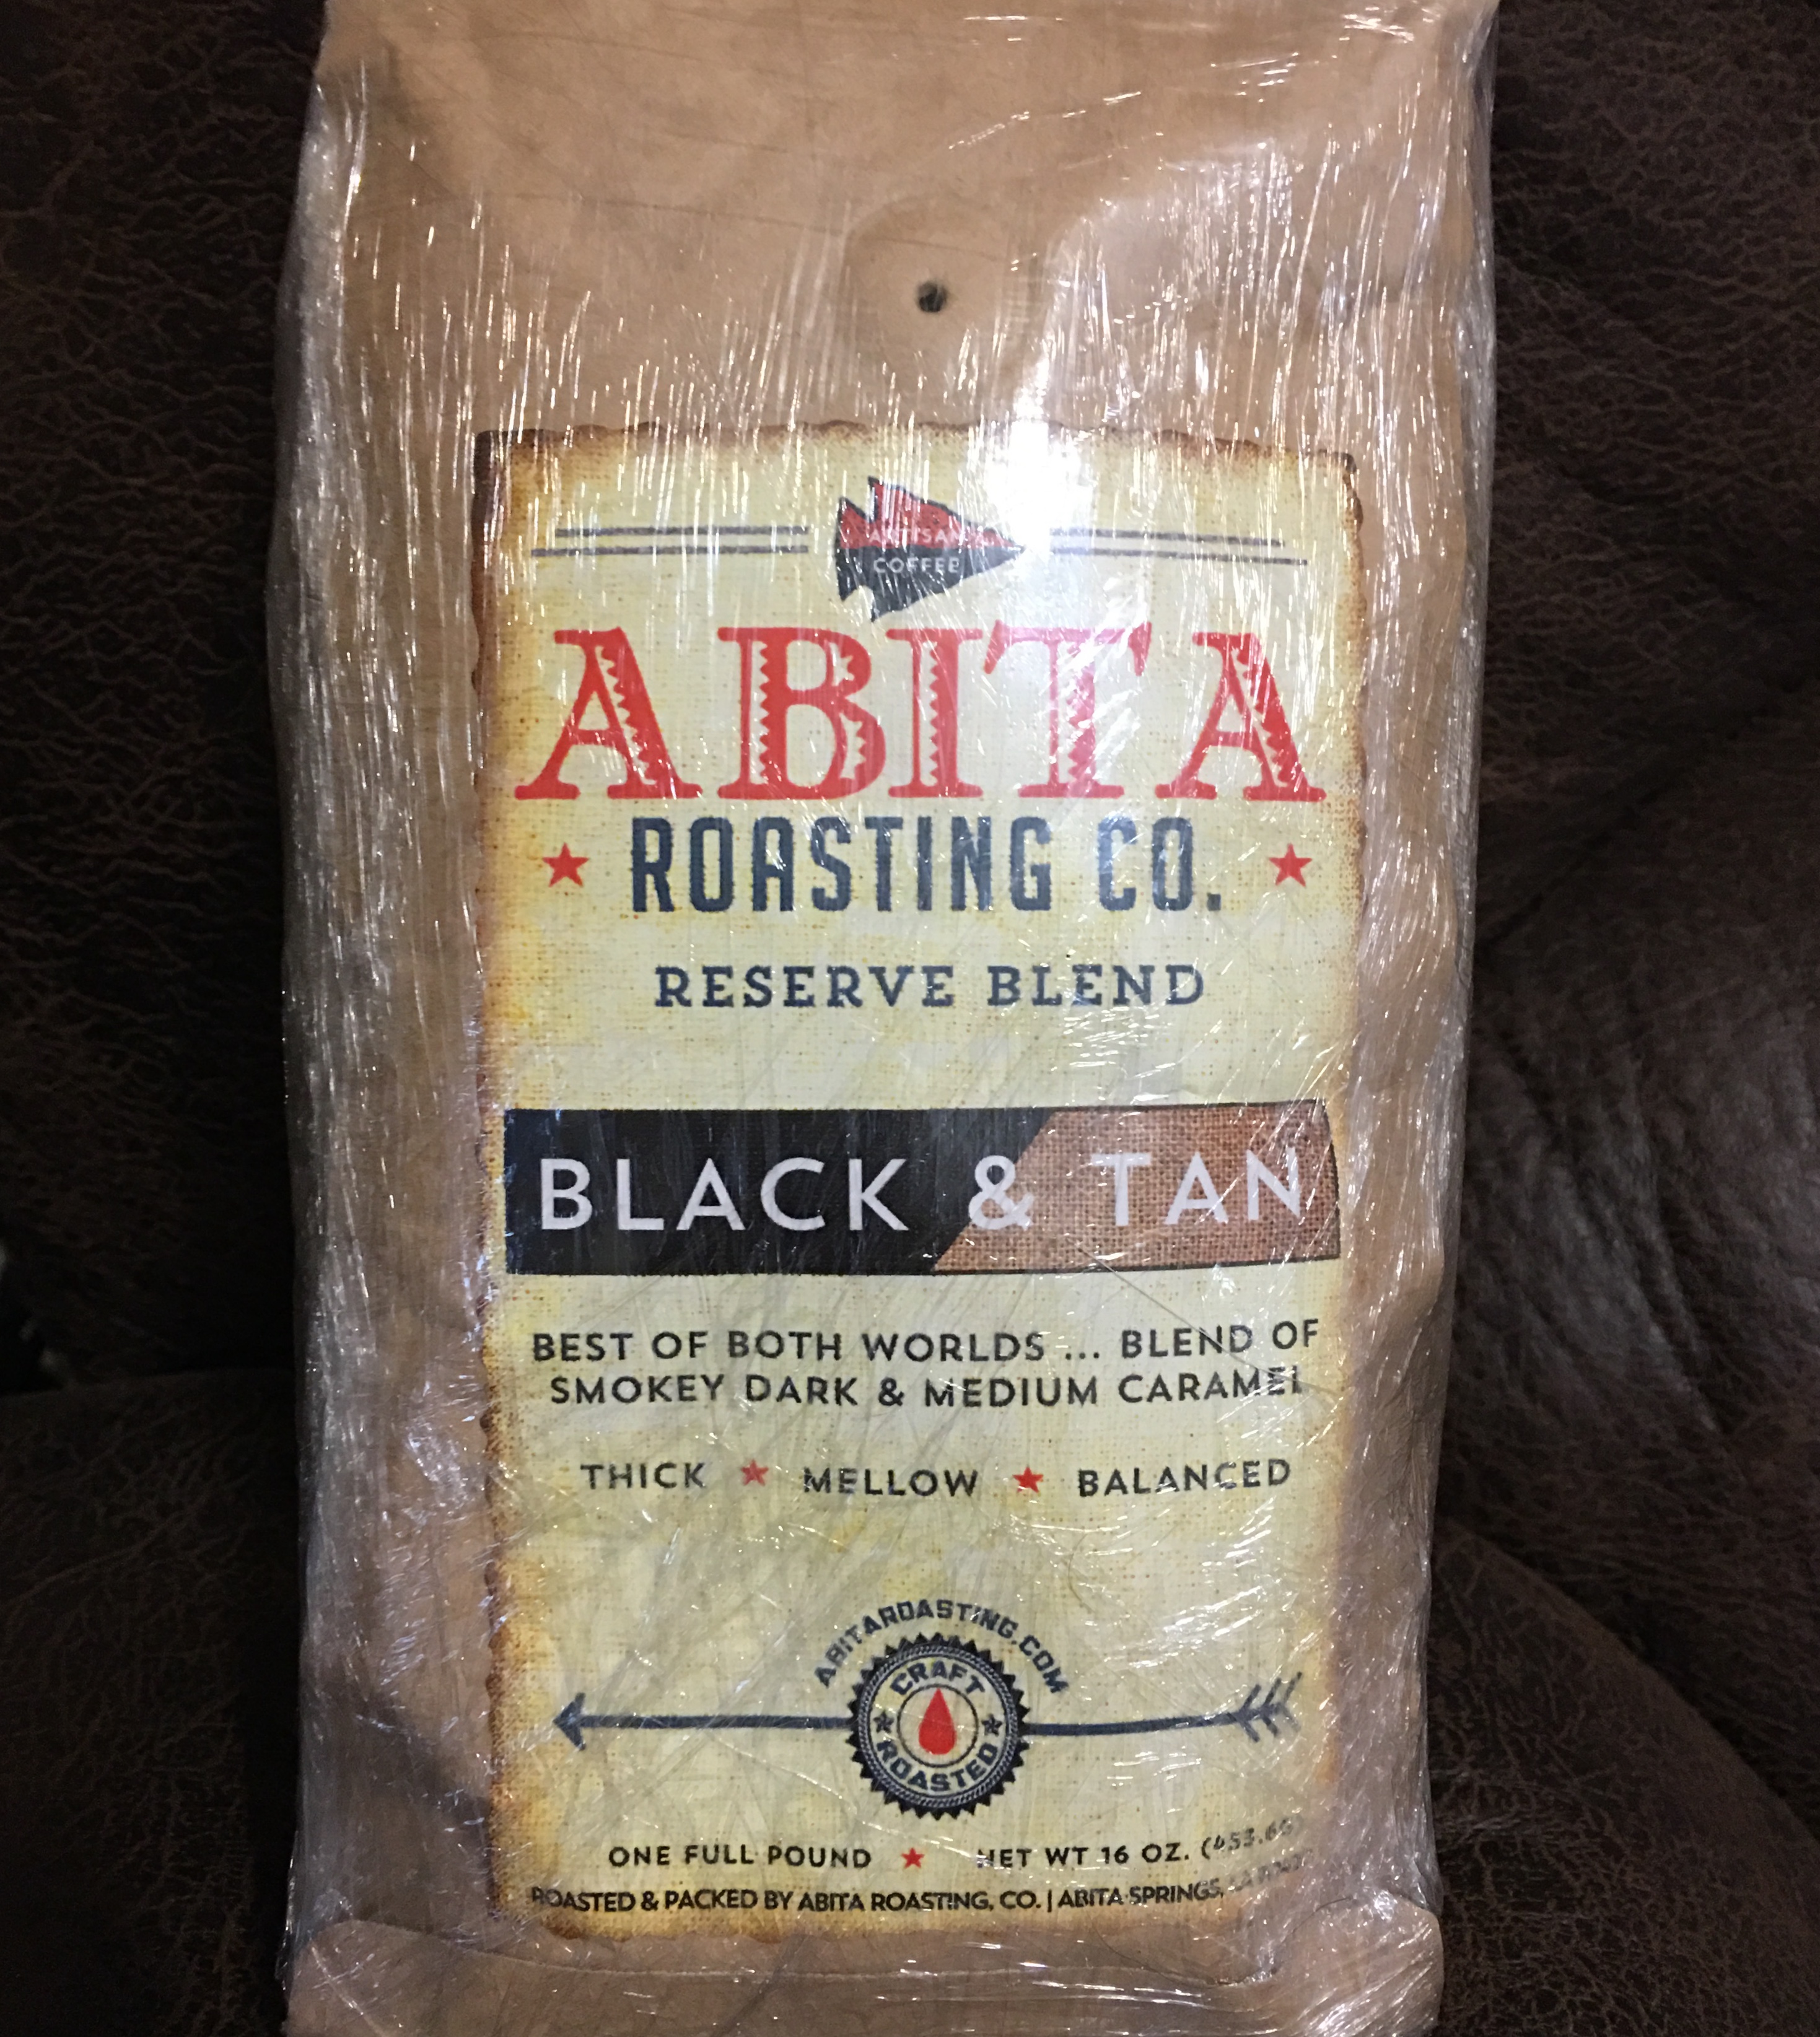 ARTISAN
COFFEE
ABITA
ROASTING CO.
RESERVE BLEND
BLACK & TAN
BEST OF BOTH WORLDS ... BLEND OF
SMOKEY DARK & MEDIUM CARAMEL
THICK MELLOW BALANCED
ABITAROASTING.COM
CRAFT
ROASTED
ONE FULL POUND NET WT 16 OZ.
ROASTED & PACKED BY ABITA ROASTING, CO. | ABITA SPRINGS,